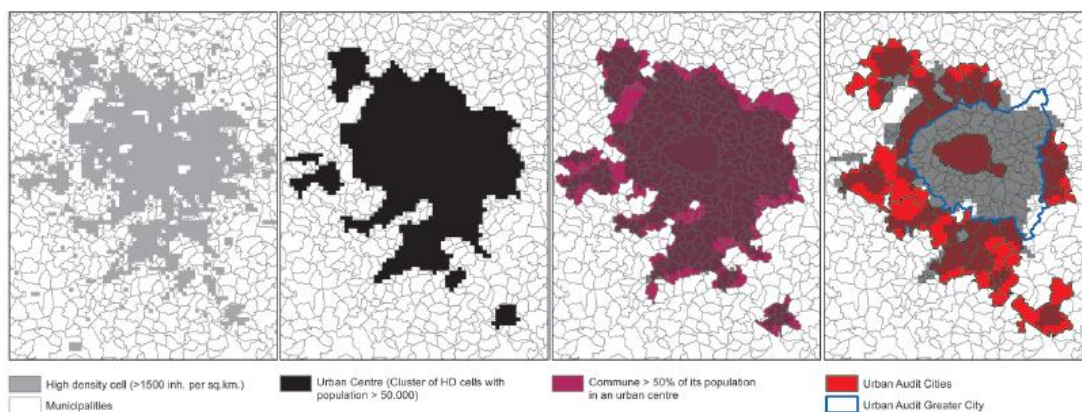 High density cell (>1500 inh. per sq.km.)
Municipalities
Urban Centre (Cluster of HD cells with
population > 50.000)
Commune > 50% of its population
in an urban centre
Urban Audit Cities
Urban Audit Greater City